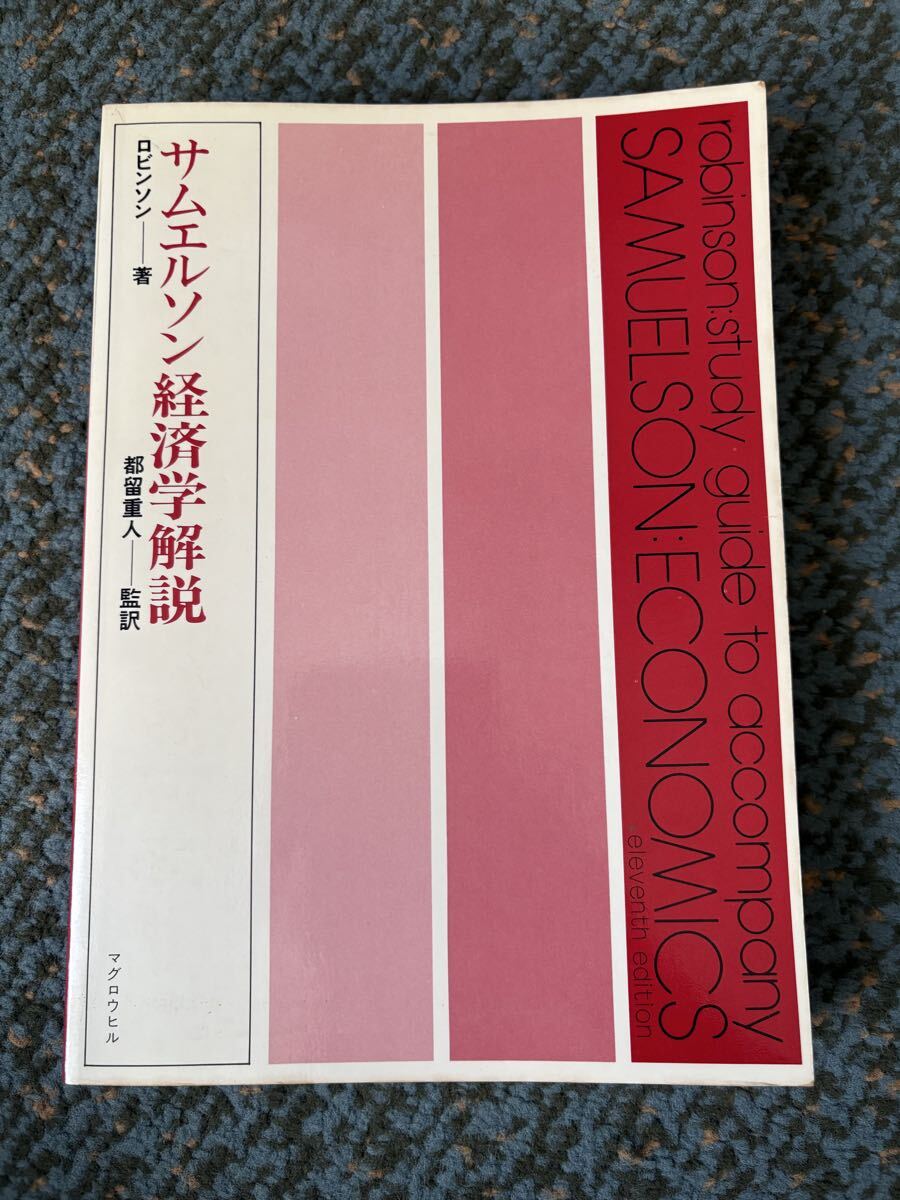 robinson:study guide to accompany
SAMUELSON:ECONOMICS
eleventh edition
サムエルソン経済学解説
ロビンソン──著
都留重人──監訳
マグロウヒル